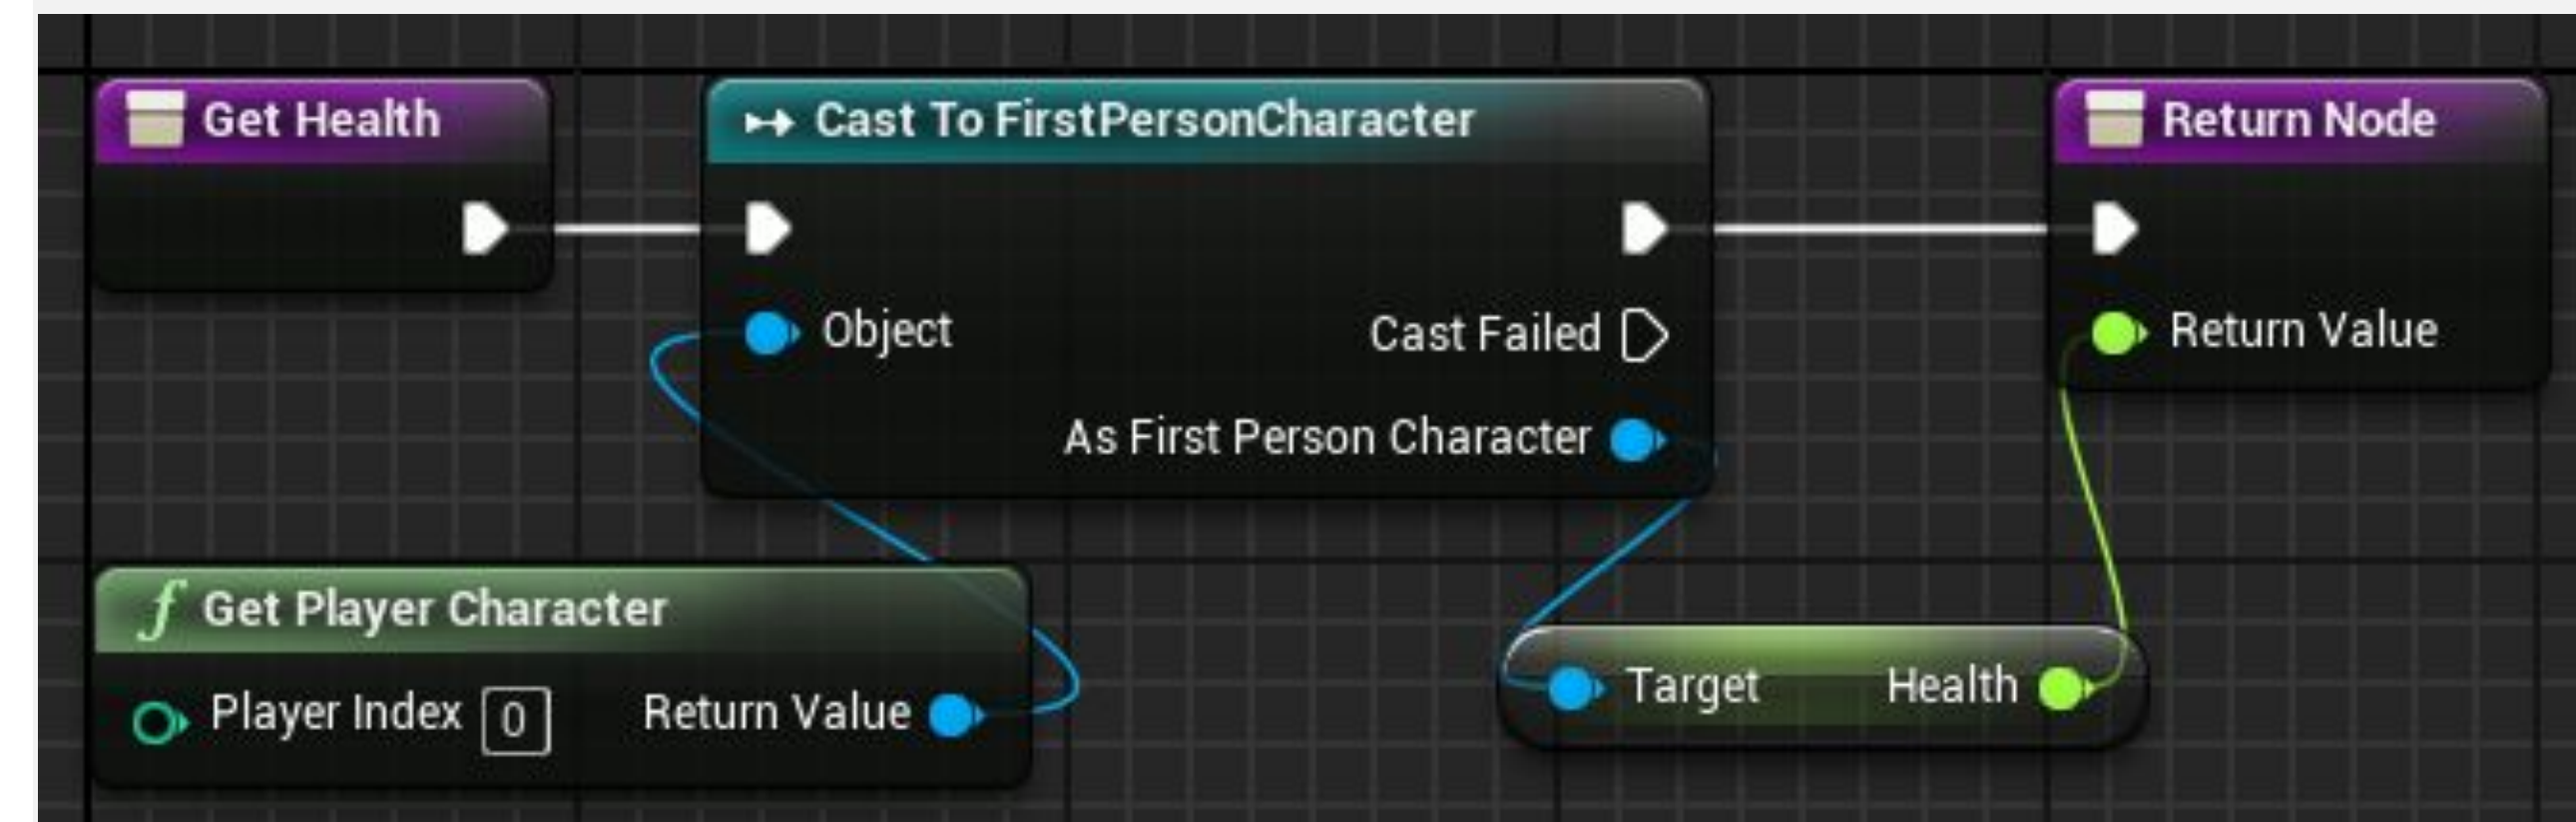 Get Health
Cast To FirstPersonCharacter
Return Node
Object
Cast Failed
Return Value
As First Person Character
f Get Player Character
Player Index 0
Return Value
Target
Health